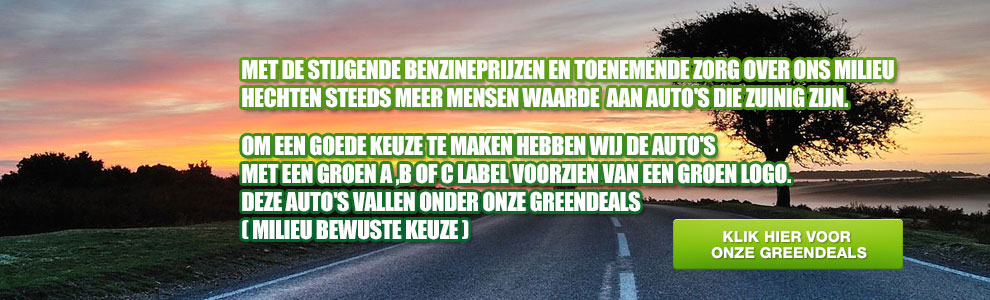 MET DE STIJGENDE BENZINEPRIJZEN EN TOENEMENDE ZORG OVER ONS MILIEU
HECHTEN STEEDS MEER MENSEN WAARDE AAN AUTO'S DIE ZUINIG ZIJN.
OM EEN GOEDE KEUZE TE MAKEN HEBBEN WIJ DE AUTO'S
MET EEN GROEN A ,B OF C LABEL VOORZIEN VAN EEN GROEN LOGO.
DEZE AUTO'S VALLEN ONDER ONZE GREENDEALS
( MILIEU BEWUSTE KEUZE )
KLIK HIER VOOR
ONZE GREENDEALS